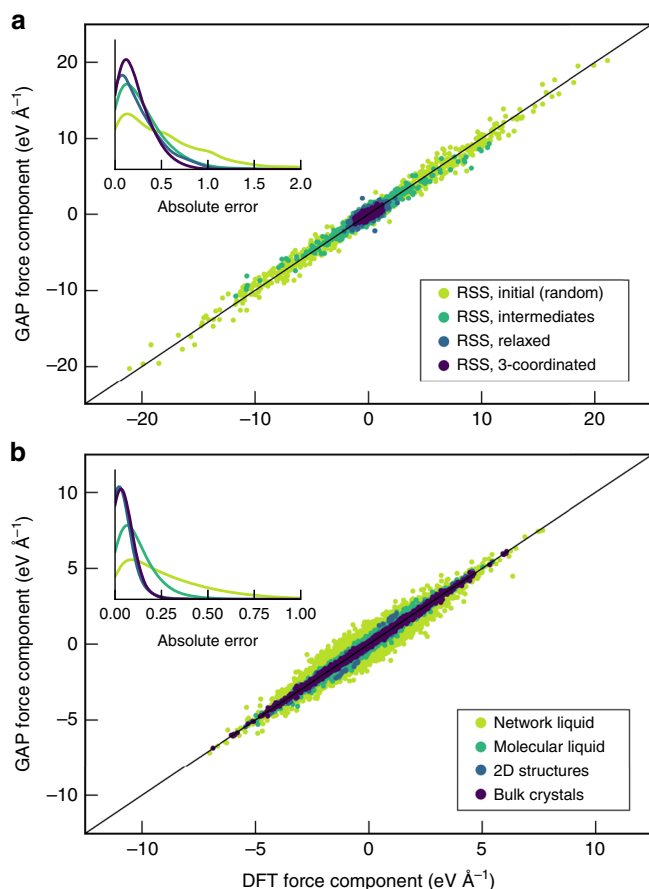 a
20
10
0
−10
−20
GAP force component (eV Å⁻¹)
0.0 0.5 1.0 1.5 2.0
Absolute error
RSS, initial (random)
RSS, intermediates
RSS, relaxed
RSS, 3-coordinated
−20 −10 0 10 20
b
10
5
0
−5
−10
GAP force component (eV Å⁻¹)
0.00 0.25 0.50 0.75 1.00
Absolute error
Network liquid
Molecular liquid
2D structures
Bulk crystals
−10 −5 0 5 10
DFT force component (eV Å⁻¹)